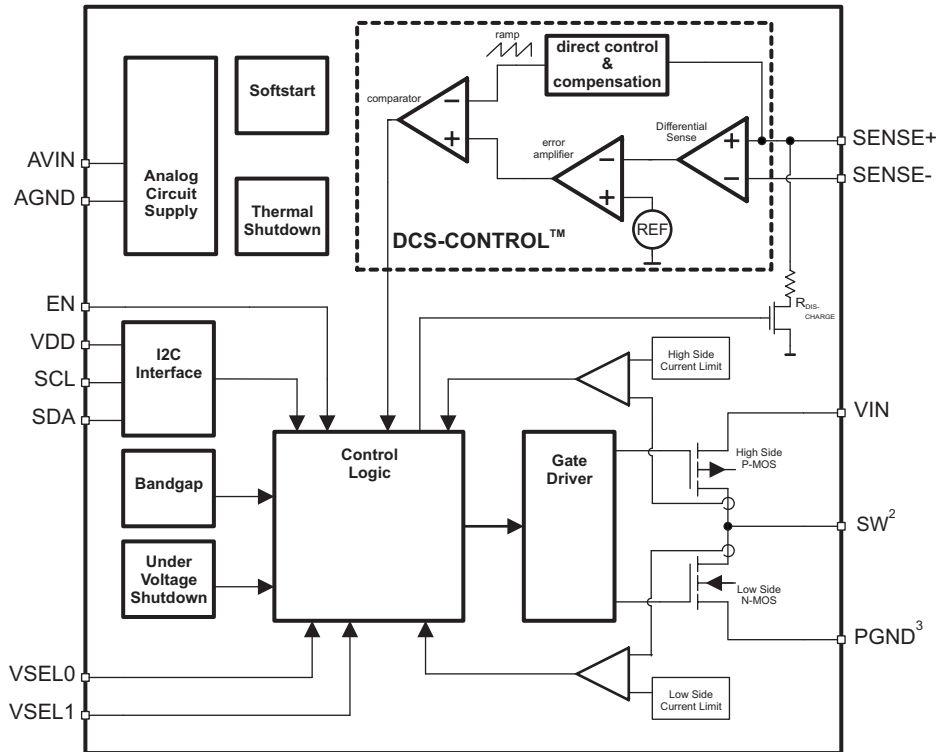 ramp
direct control
&
compensation
comparator
−
+
error
amplifier
−
+
Differential
Sense
+
−
REF
DCS-CONTROL™
Analog
Circuit
Supply
Softstart
Thermal
Shutdown
AVIN
AGND
SENSE+
SENSE-
R DIS-
CHARGE
EN
VDD
SCL
SDA
I2C
Interface
High Side
Current Limit
VIN
Control
Logic
Gate
Driver
High Side
P-MOS
Bandgap
SW²
Under
Voltage
Shutdown
Low Side
N-MOS
PGND³
VSEL0
VSEL1
Low Side
Current Limit